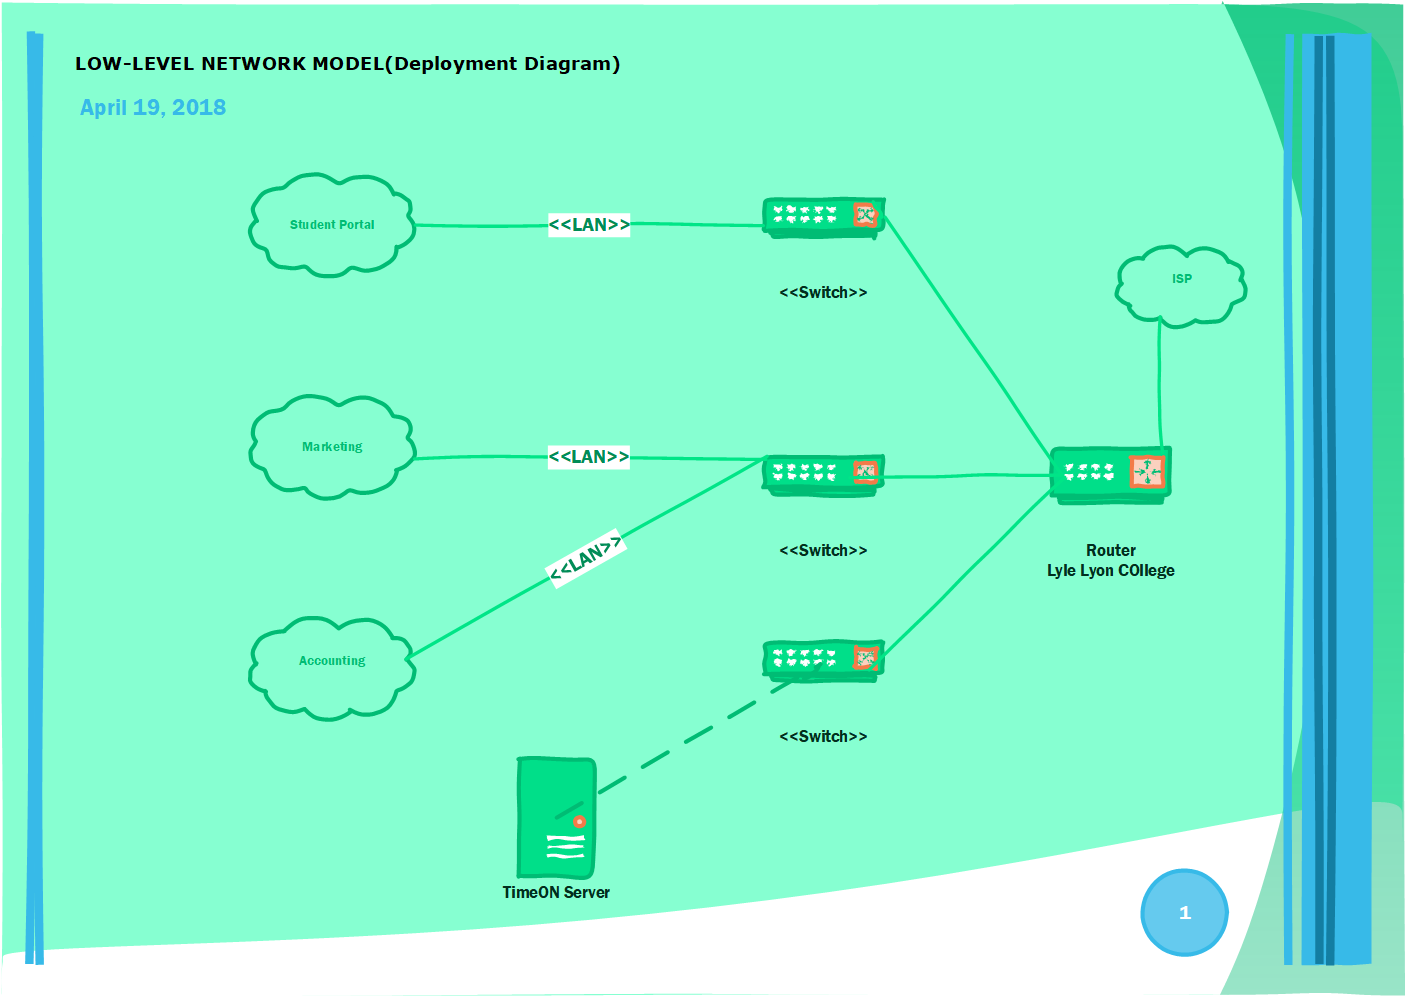 LOW-LEVEL NETWORK MODEL(Deployment Diagram)
April 19, 2018
Student Portal
<<LAN>>
<<Switch>>
ISP
Marketing
<<LAN>>
<<LAN>>
<<Switch>>
Router
Lyle Lyon COllege
Accounting
<<Switch>>
TimeON Server
1